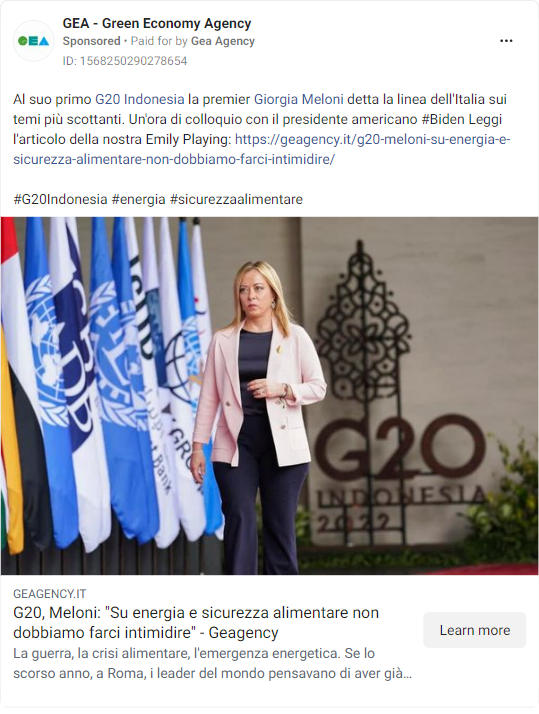 GEA - Green Economy Agency
Sponsored • Paid for by Gea Agency
ID: 1568250290278654
GEA
Al suo primo G20 Indonesia la premier Giorgia Meloni detta la linea dell'Italia sui
temi più scottanti. Un'ora di colloquio con il presidente americano #Biden Leggi
l'articolo della nostra Emily Playing: https://geagency.it/g20-meloni-su-energia-e-
sicurezza-alimentare-non-dobbiamo-farci-intimidire/
#G20Indonesia #energia #sicurezzaalimentare
G20
INDONESIA
2022
GEAGENCY.IT
G20, Meloni: "Su energia e sicurezza alimentare non
dobbiamo farci intimidire" - Geagency
La guerra, la crisi alimentare, l'emergenza energetica. Se lo
scorso anno, a Roma, i leader del mondo pensavano di aver già...
Learn more